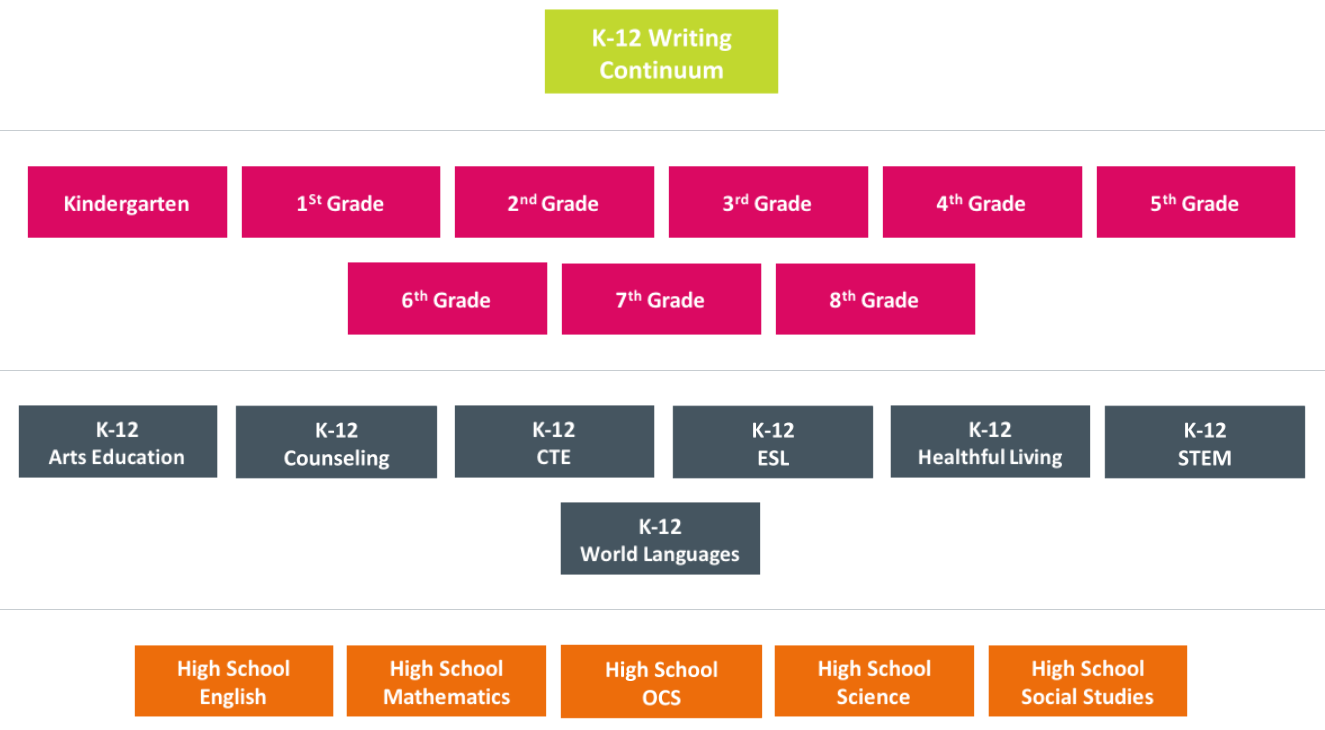 K-12 Writing
Continuum
Kindergarten
1St Grade
2nd Grade
3rd Grade
4th Grade
5th Grade
6th Grade
7th Grade
8th Grade
K-12
Arts Education
K-12
Counseling
K-12
CTE
K-12
ESL
K-12
Healthful Living
K-12
STEM
K-12
World Languages
High School
English
High School
Mathematics
High School
OCS
High School
Science
High School
Social Studies